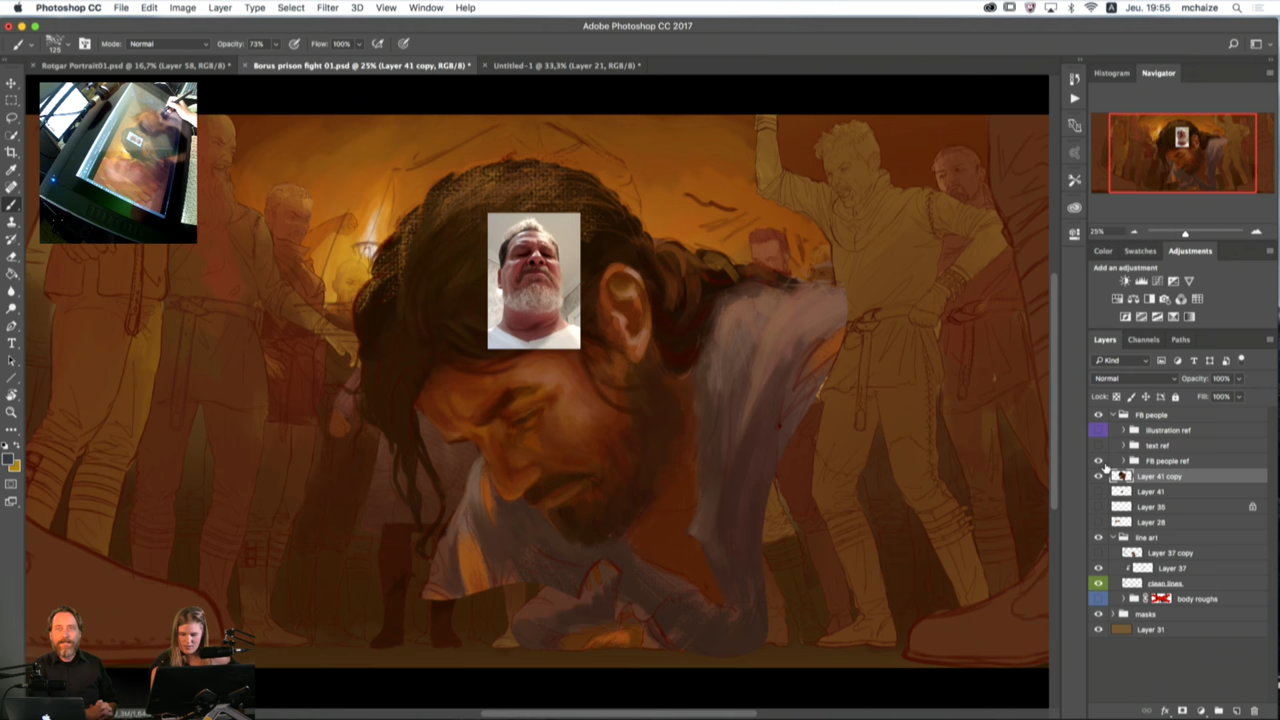 Photoshop CC File Edit Image Layer Type Select Filter 3D View Window Help
Jeu. 19:55 mchaize
Adobe Photoshop CC 2017
125 Mode: Normal Opacity: 73% Flow: 100%
Rotgar Portrait01.psd @ 16,7% (Layer 58, RGB/8) *
Borus prison fight 01.psd @ 25% (Layer 41 copy, RGB/8) *
Untitled-1 @ 33,3% (Layer 21, RGB/8) *
Histogram Navigator
25%
Color Swatches Adjustments
Add an adjustment
Layers Channels Paths
Kind
Normal Opacity: 100%
Lock: Fill: 100%
FB people
Illustration ref
text ref
FB people ref
Layer 41 copy
Layer 41
Layer 35
Layer 28
line art
Layer 37 copy
Layer 37
clean lines
body roughs
masks
Layer 31